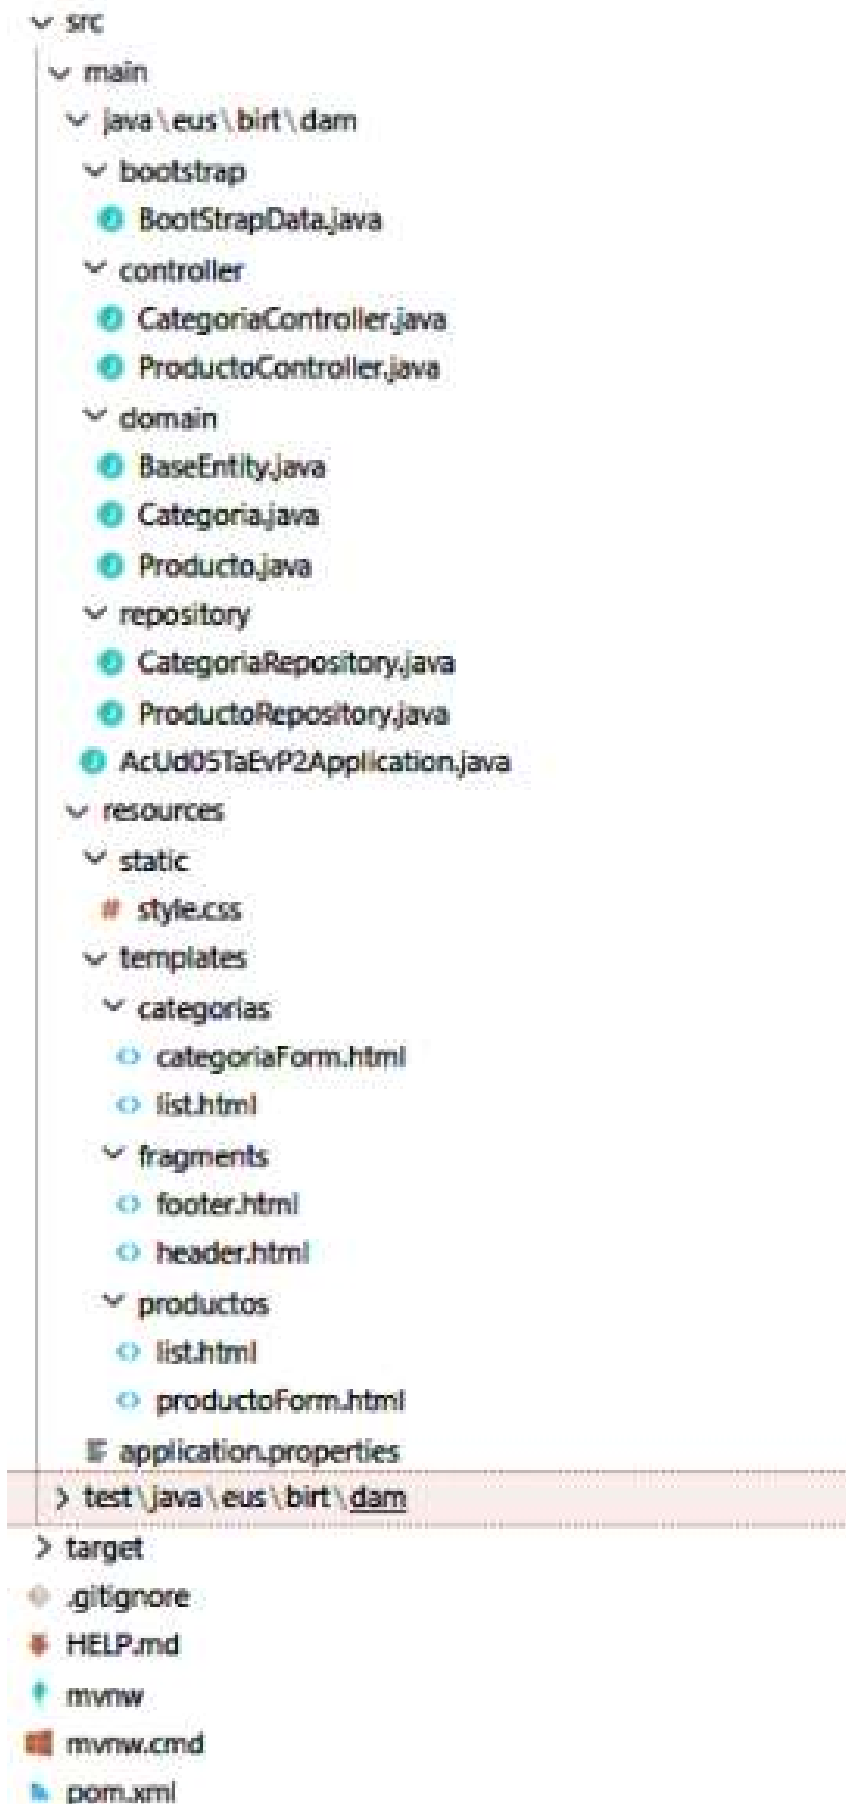 src
main
java\eus\birt\dam
bootstrap
BootStrapData.java
controller
CategoriaController.java
ProductoController.java
domain
BaseEntity.java
Categoria.java
Producto.java
repository
CategoriaRepository.java
ProductoRepository.java
AcUd05TaEvP2Application.java
resources
static
# style.css
templates
categorias
<> categoriaForm.html
<> list.html
fragments
<> footer.html
<> header.html
productos
<> list.html
<> productoForm.html
application.properties
test\java\eus\birt\dam
target
.gitignore
HELP.md
mvnw
mvnw.cmd
pom.xml